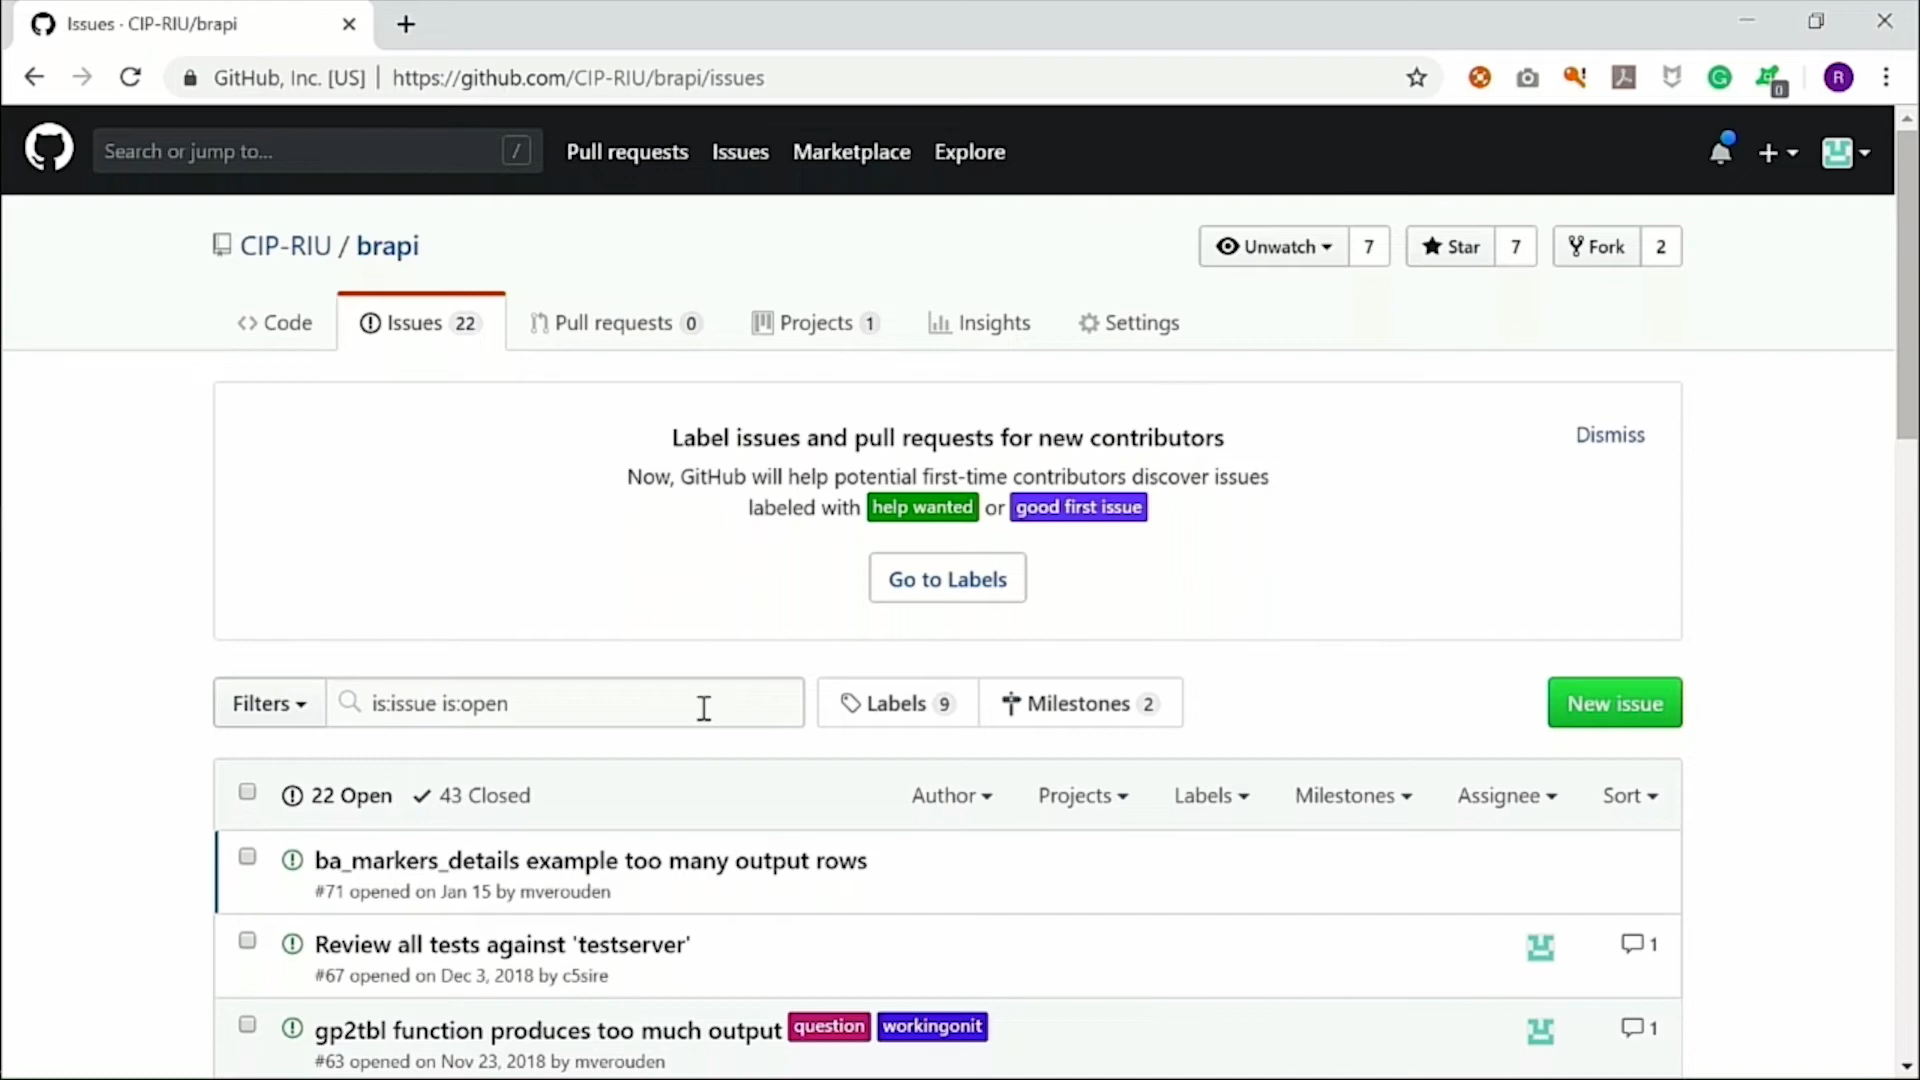 Issues · CIP-RIU/brapi
GitHub, Inc. [US] | https://github.com/CIP-RIU/brapi/issues
0
R
Search or jump to... /
Pull requests Issues Marketplace Explore
CIP-RIU / brapi
Unwatch 7 Star 7 Fork 2
Code Issues 22 Pull requests 0 Projects 1 Insights Settings
Label issues and pull requests for new contributors
Dismiss
Now, GitHub will help potential first-time contributors discover issues
labeled with help wanted or good first issue
Go to Labels
Filters is:issue is:open Labels 9 Milestones 2 New issue
22 Open 43 Closed Author Projects Labels Milestones Assignee Sort
ba_markers_details example too many output rows
#71 opened on Jan 15 by mverouden
Review all tests against 'testserver' 1
#67 opened on Dec 3, 2018 by c5sire
gp2tbl function produces too much output question workingonit 1
#63 opened on Nov 23, 2018 by mverouden